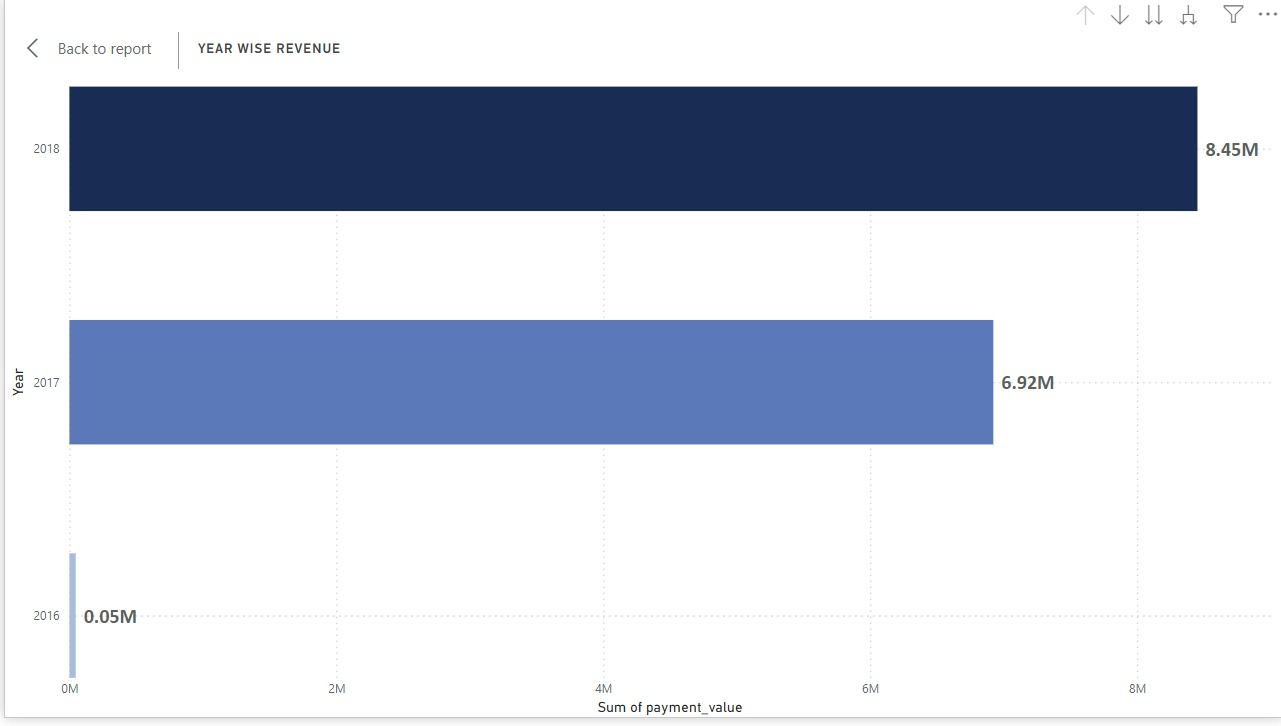 Back to report
YEAR WISE REVENUE
2018
8.45M
Year
2017
6.92M
2016
0.05M
0M 2M 4M 6M 8M
Sum of payment_value